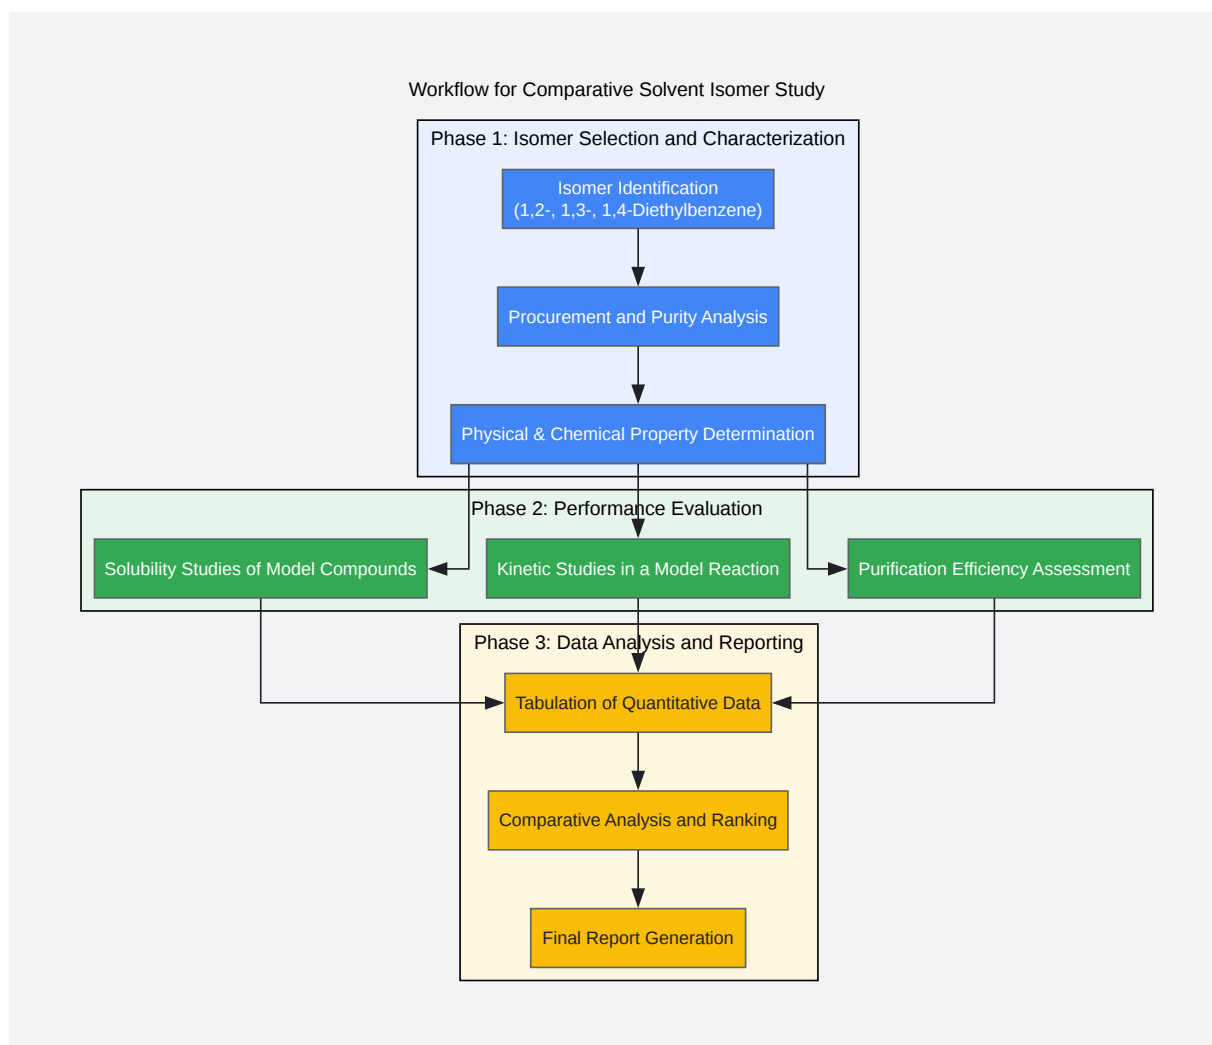 Workflow for Comparative Solvent Isomer Study
Phase 1: Isomer Selection and Characterization
Isomer Identification
(1,2-, 1,3-, 1,4-Diethylbenzene)
Procurement and Purity Analysis
Physical & Chemical Property Determination
Phase 2: Performance Evaluation
Solubility Studies of Model Compounds
Kinetic Studies in a Model Reaction
Purification Efficiency Assessment
Phase 3: Data Analysis and Reporting
Tabulation of Quantitative Data
Comparative Analysis and Ranking
Final Report Generation